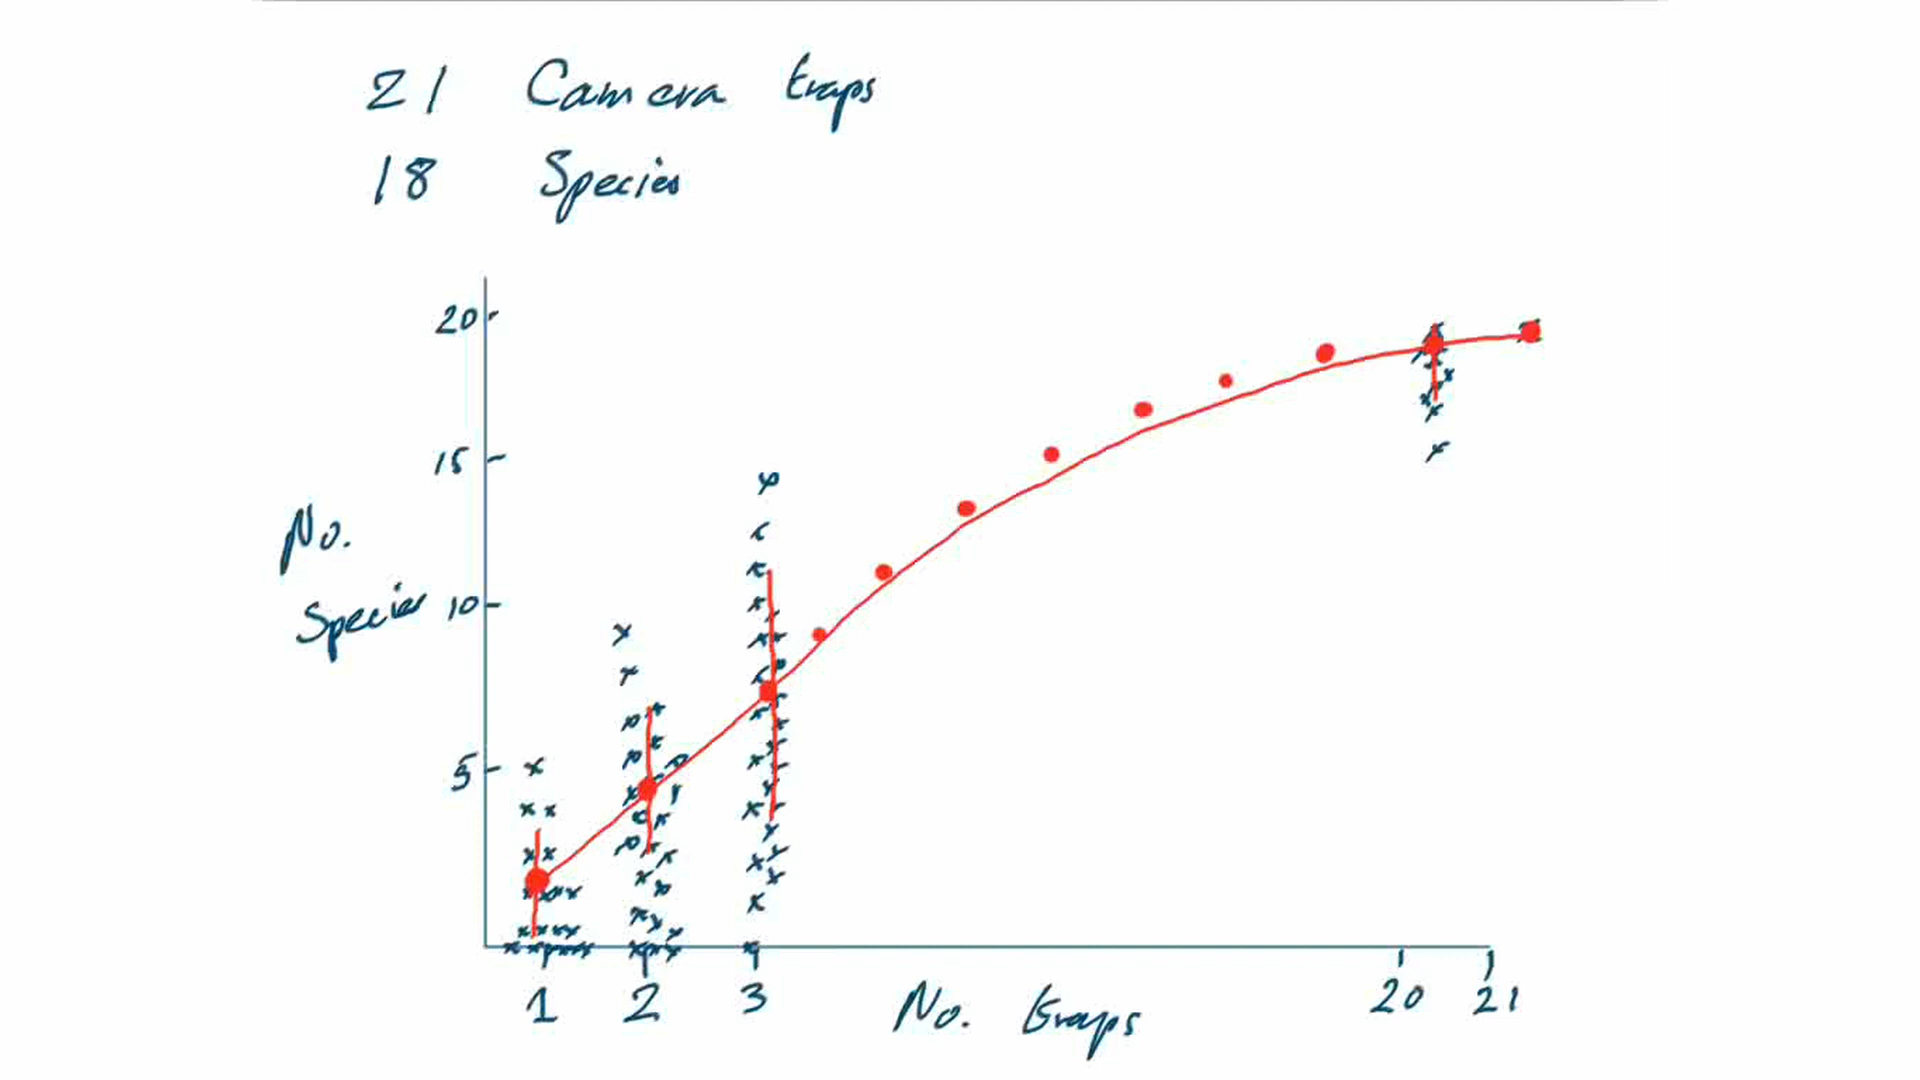 21 Camera traps
18 Species
20
15
No.
Species
10
5
1 2 3 No. traps 20 21